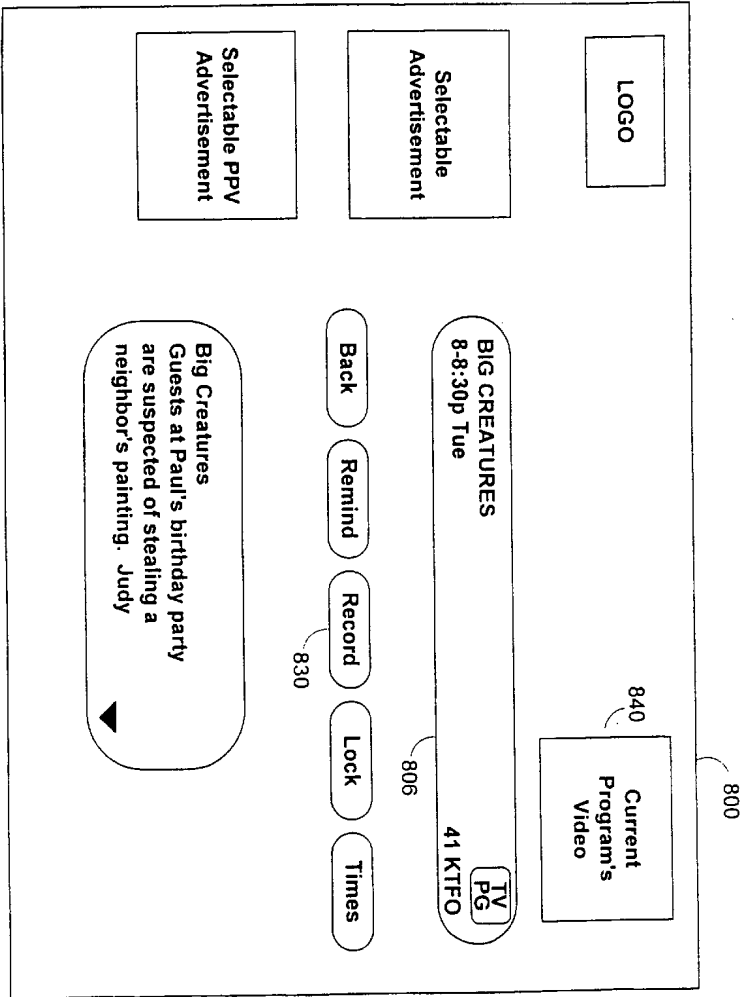 800
LOGO
840
Current
Program's
Video
Selectable
Advertisement
BIG CREATURES
8-8:30p Tue
TV
PG
41 KTFO
806
Back
Remind
Record
Lock
Times
830
Selectable PPV
Advertisement
Big Creatures
Guests at Paul's birthday party
are suspected of stealing a
neighbor's painting. Judy